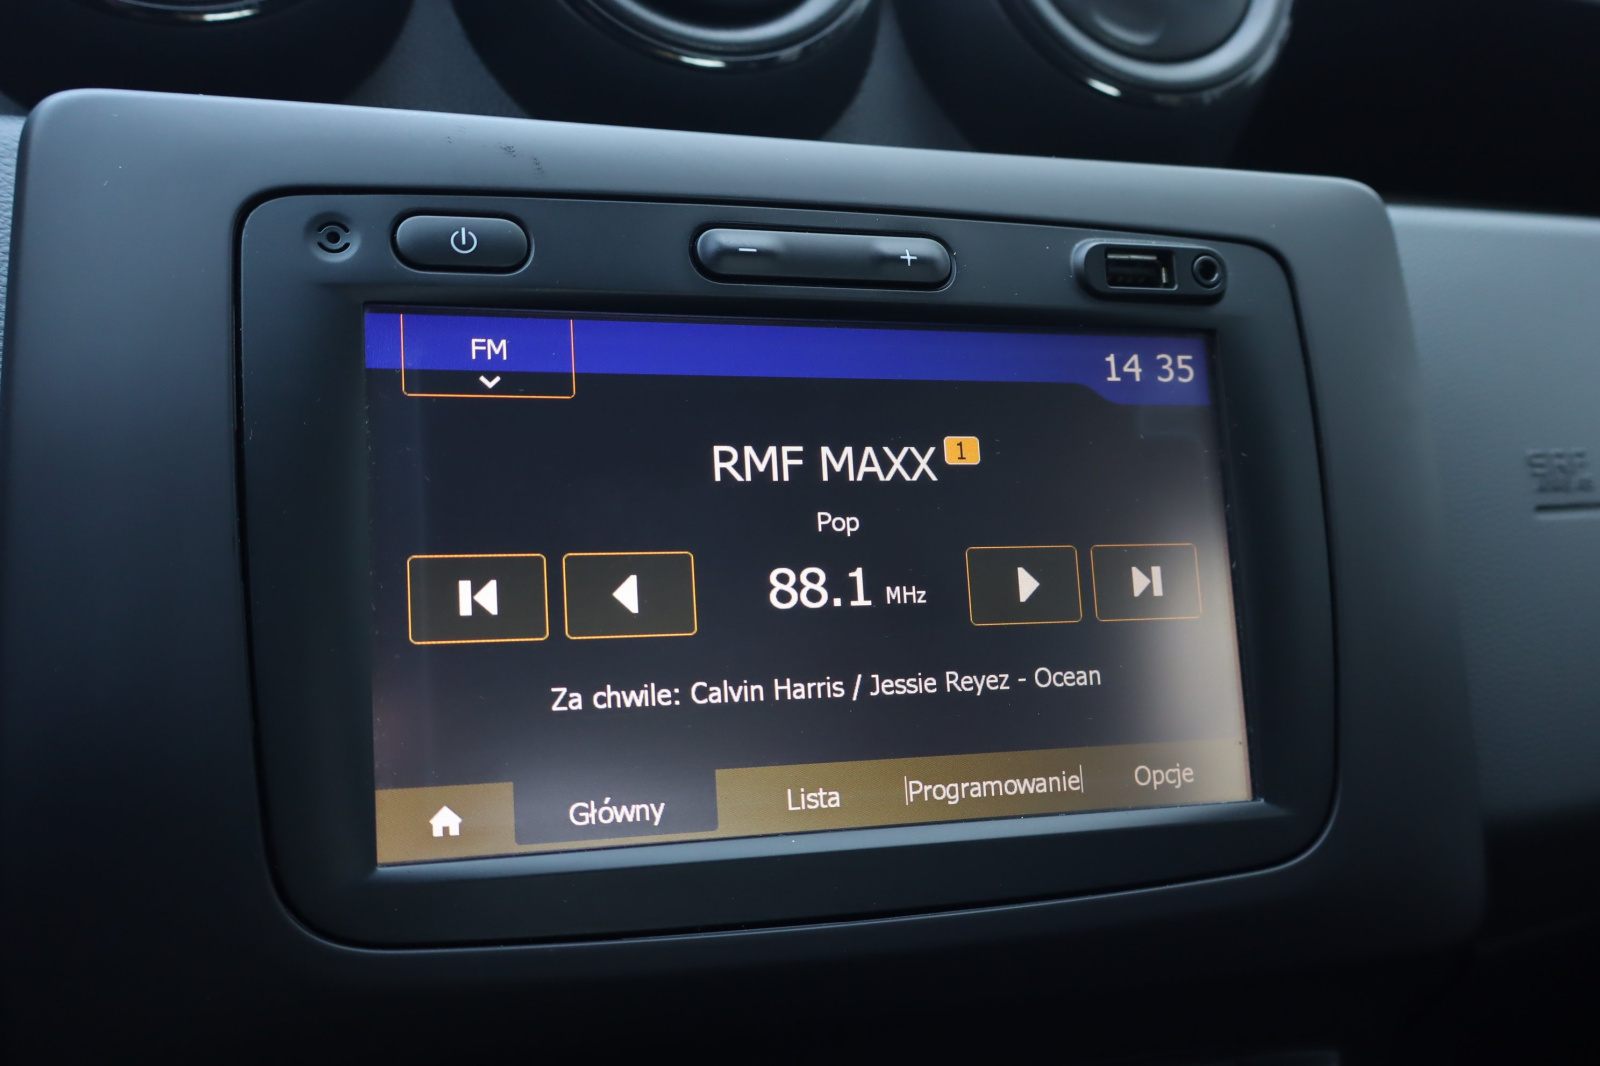 − +
FM
14 35
RMF MAXX 1
Pop
88.1 MHz
Za chwile: Calvin Harris / Jessie Reyez - Ocean
Główny Lista Programowanie Opcje